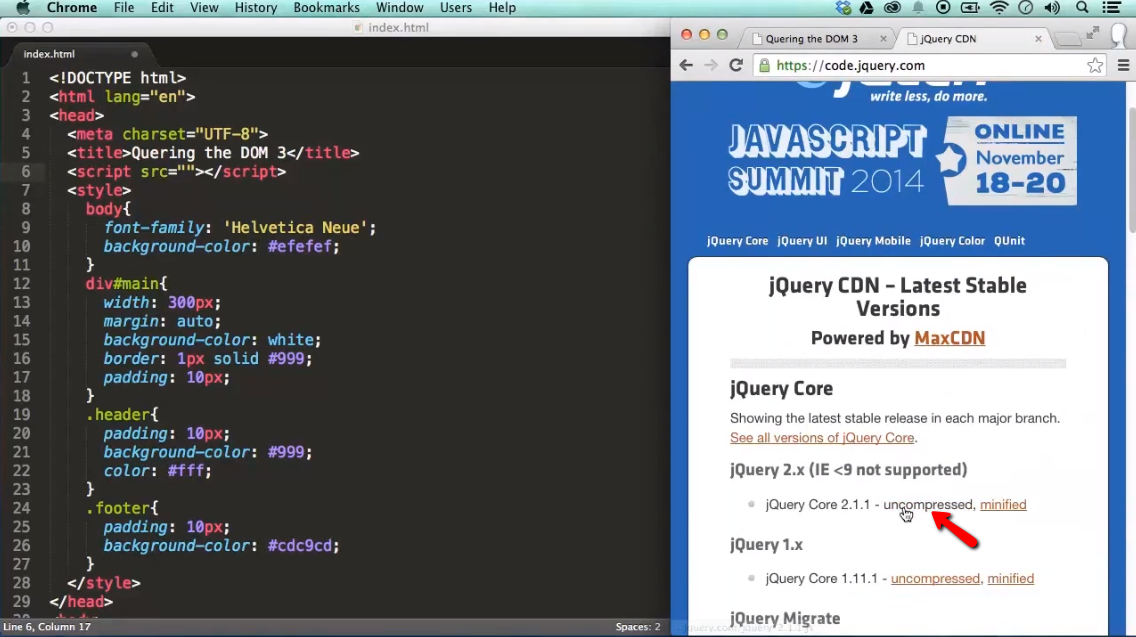 Chrome File Edit View History Bookmarks Window Users Help
index.html
index.html
1 <!DOCTYPE html>
2 <html lang="en">
3 <head>
4 <meta charset="UTF-8">
5 <title>Quering the DOM 3</title>
6 <script src=""></script>
7 <style>
8 body{
9 font-family: 'Helvetica Neue';
10 background-color: #efefef;
11 }
12 div#main{
13 width: 300px;
14 margin: auto;
15 background-color: white;
16 border: 1px solid #999;
17 padding: 10px;
18 }
19 .header{
20 padding: 10px;
21 background-color: #999;
22 color: #fff;
23 }
24 .footer{
25 padding: 10px;
26 background-color: #cdc9cd;
27 }
28 </style>
29 </head>
Line 6, Column 17 Spaces: 2
Quering the DOM 3 jQuery CDN
https://code.jquery.com
write less, do more.
JAVASCRIPT
SUMMIT 2014
ONLINE
November
18-20
jQuery Core jQuery UI jQuery Mobile jQuery Color QUnit
jQuery CDN – Latest Stable
Versions
Powered by MaxCDN
jQuery Core
Showing the latest stable release in each major branch.
See all versions of jQuery Core.
jQuery 2.x (IE <9 not supported)
jQuery Core 2.1.1 - uncompressed, minified
jQuery 1.x
jQuery Core 1.11.1 - uncompressed, minified
jQuery Migrate